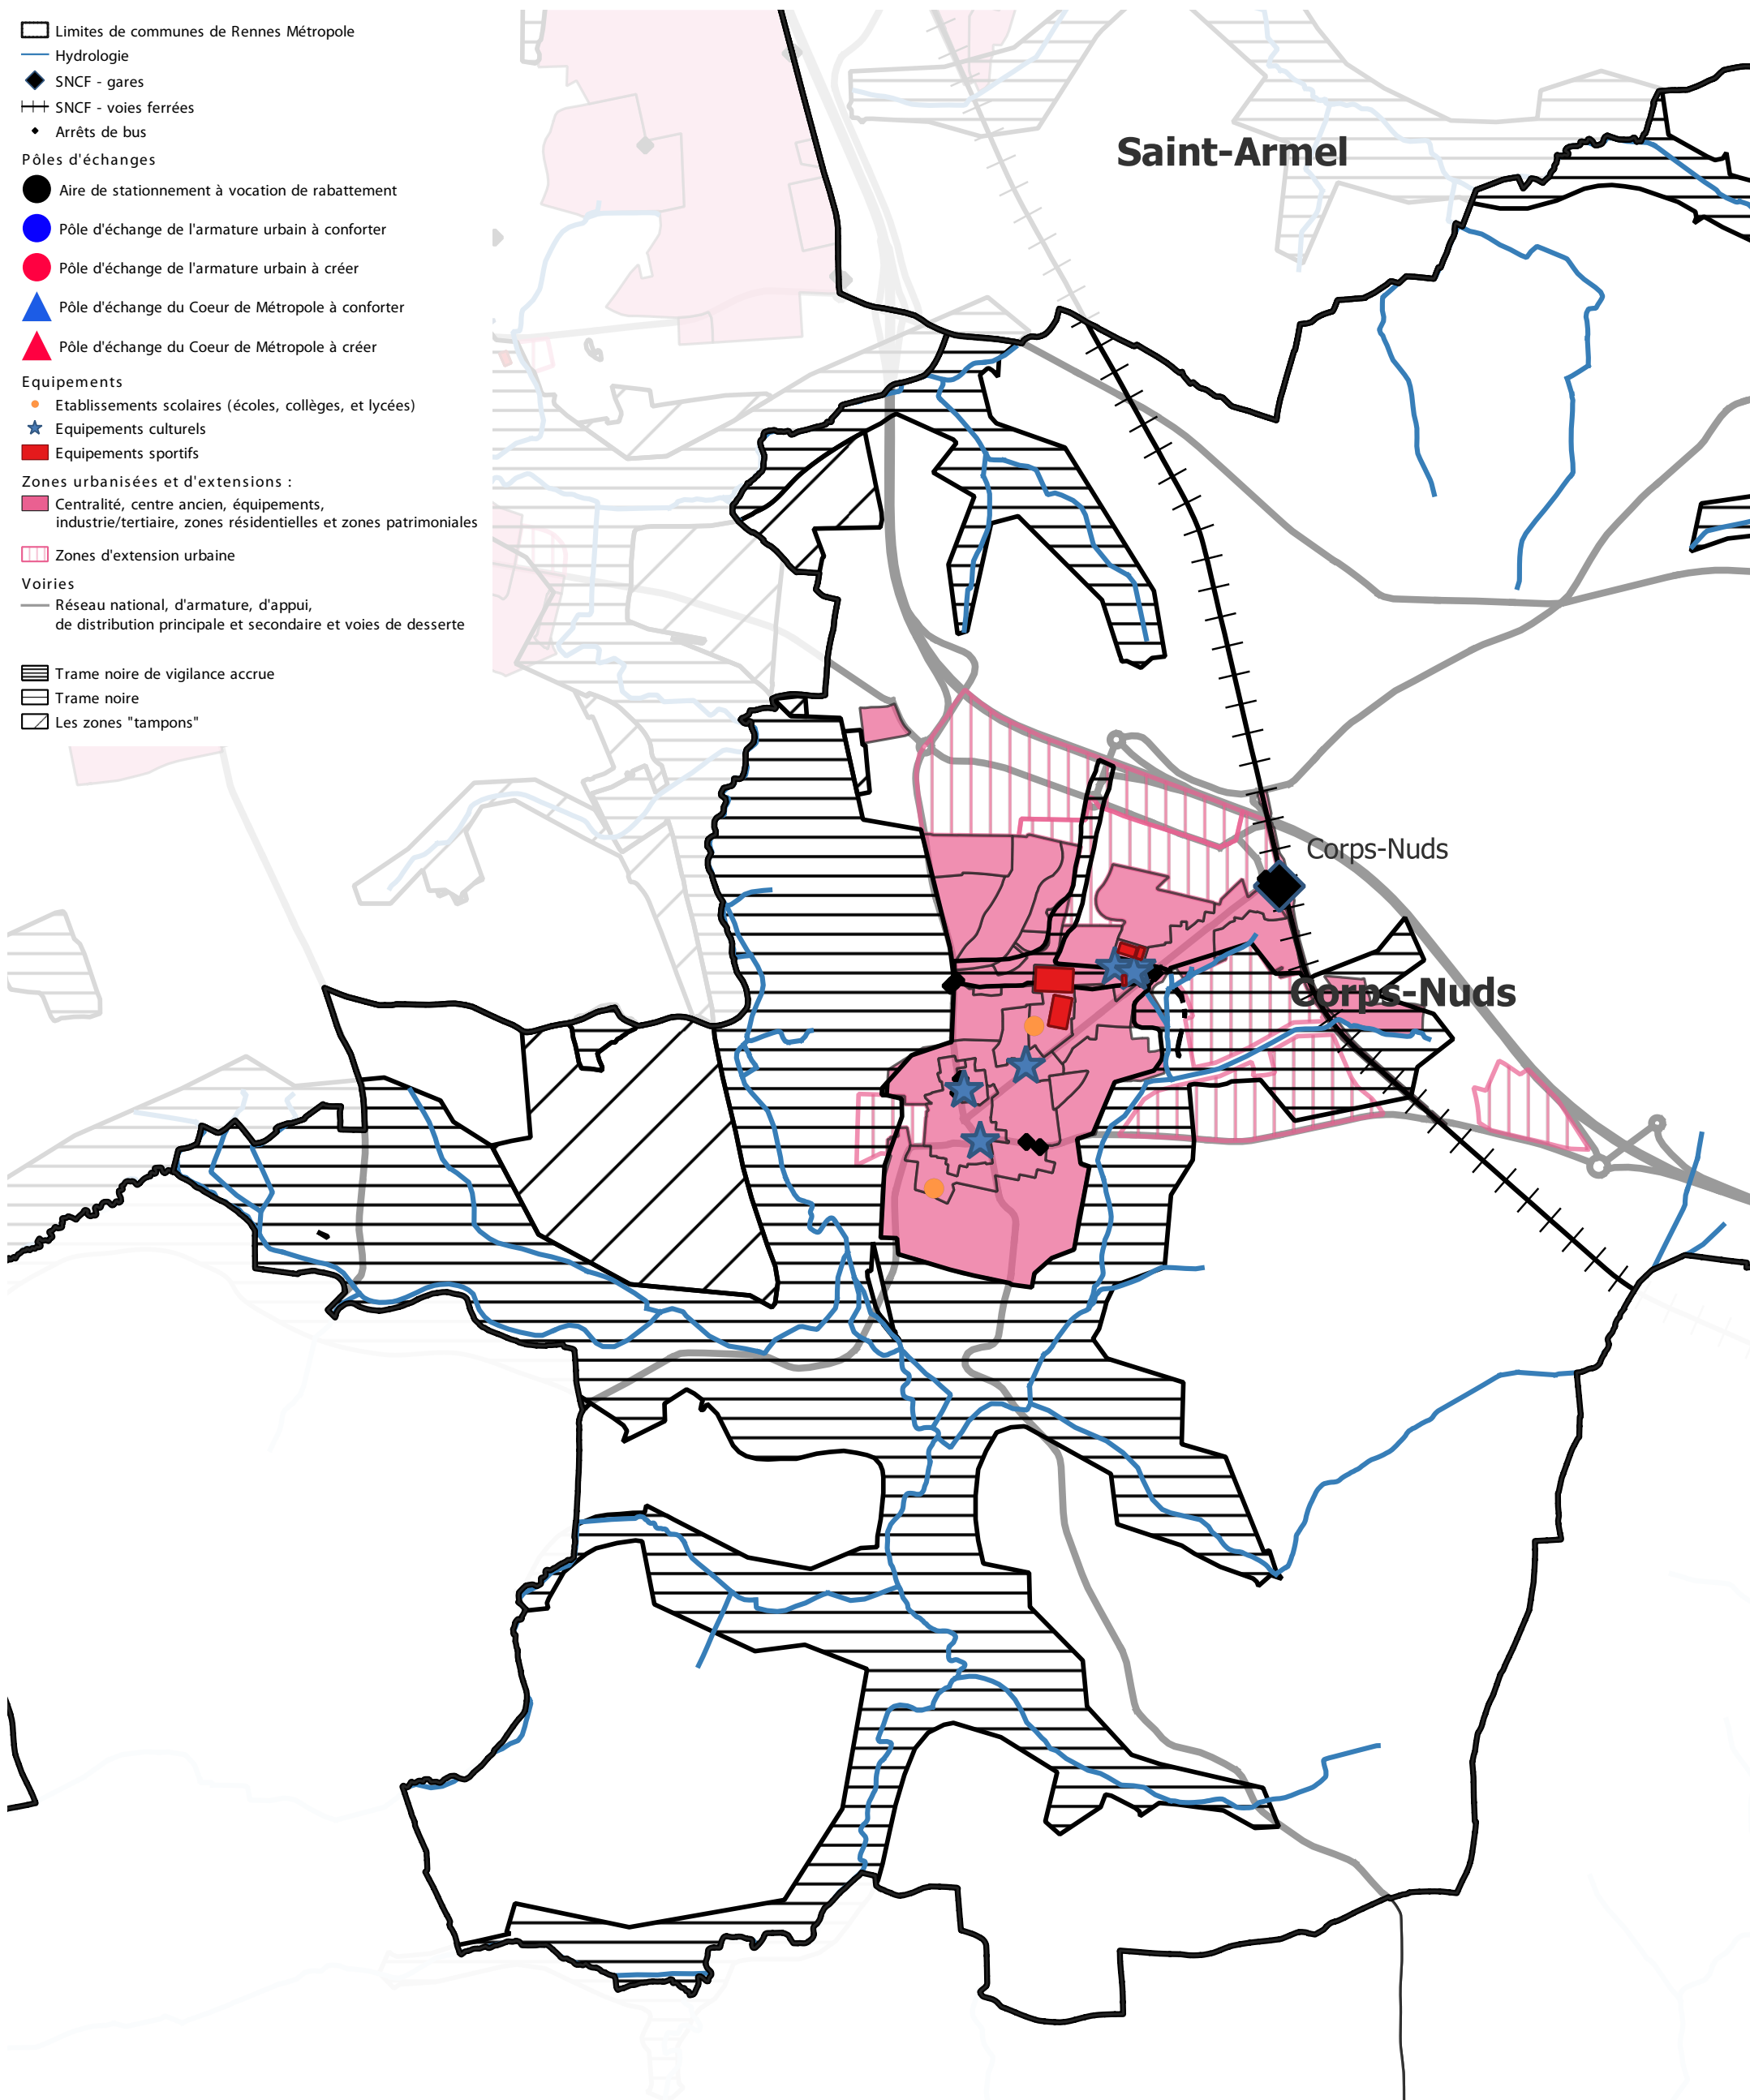 Limites de communes de Rennes Métropole
Hydrologie
SNCF - gares
SNCF - voies ferrées
Arrêts de bus
Pôles d'échanges
Aire de stationnement à vocation de rabattement
Pôle d'échange de l'armature urbain à conforter
Pôle d'échange de l'armature urbain à créer
Pôle d'échange du Coeur de Métropole à conforter
Pôle d'échange du Coeur de Métropole à créer
Equipements
Etablissements scolaires (écoles, collèges, et lycées)
Equipements culturels
Equipements sportifs
Zones urbanisées et d'extensions :
Centralité, centre ancien, équipements,
industrie/tertiaire, zones résidentielles et zones patrimoniales
Zones d'extension urbaine
Voiries
Réseau national, d'armature, d'appui,
de distribution principale et secondaire et voies de desserte
Trame noire de vigilance accrue
Trame noire
Les zones "tampons"
Saint-Armel
Corps-Nuds
Corps-Nuds